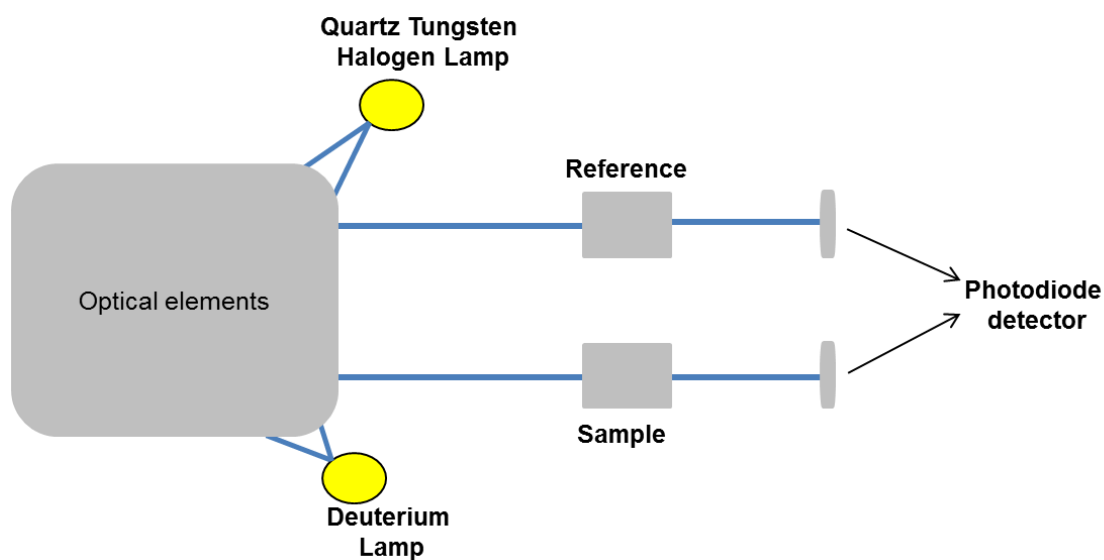 Quartz Tungsten
Halogen Lamp
Reference
Optical elements
Photodiode
detector
Sample
Deuterium
Lamp